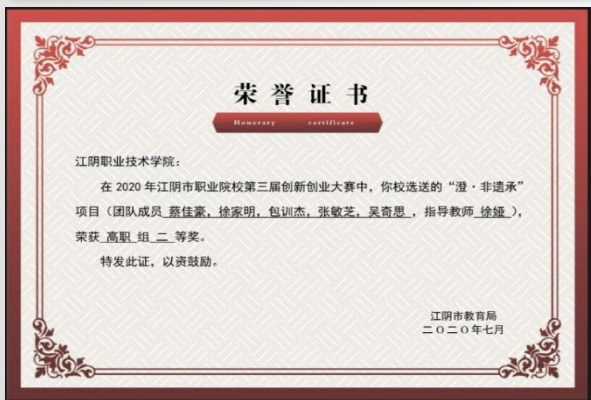 荣誉证书
Honorary certificate
江阴职业技术学院：
在 2020 年江阴市职业院校第三届创新创业大赛中，你校选送的“澄·非遗承”
项目（团队成员 蔡佳豪，徐家明，包训杰，张敏芝，吴奇思 ，指导教师 徐娅 ），
荣获 高职 组 二 等奖。
特发此证，以资鼓励。
江阴市教育局
二〇二〇年七月